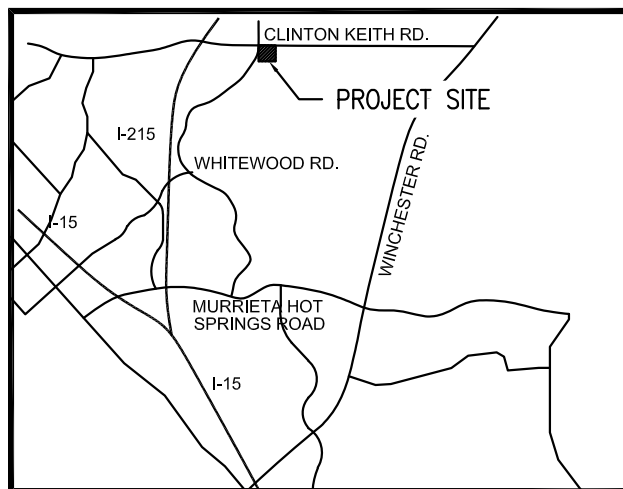 CLINTON KEITH RD.
PROJECT SITE
I-215
WHITEWOOD RD.
I-15
WINCHESTER RD.
MURRIETA HOT
SPRINGS ROAD
I-15